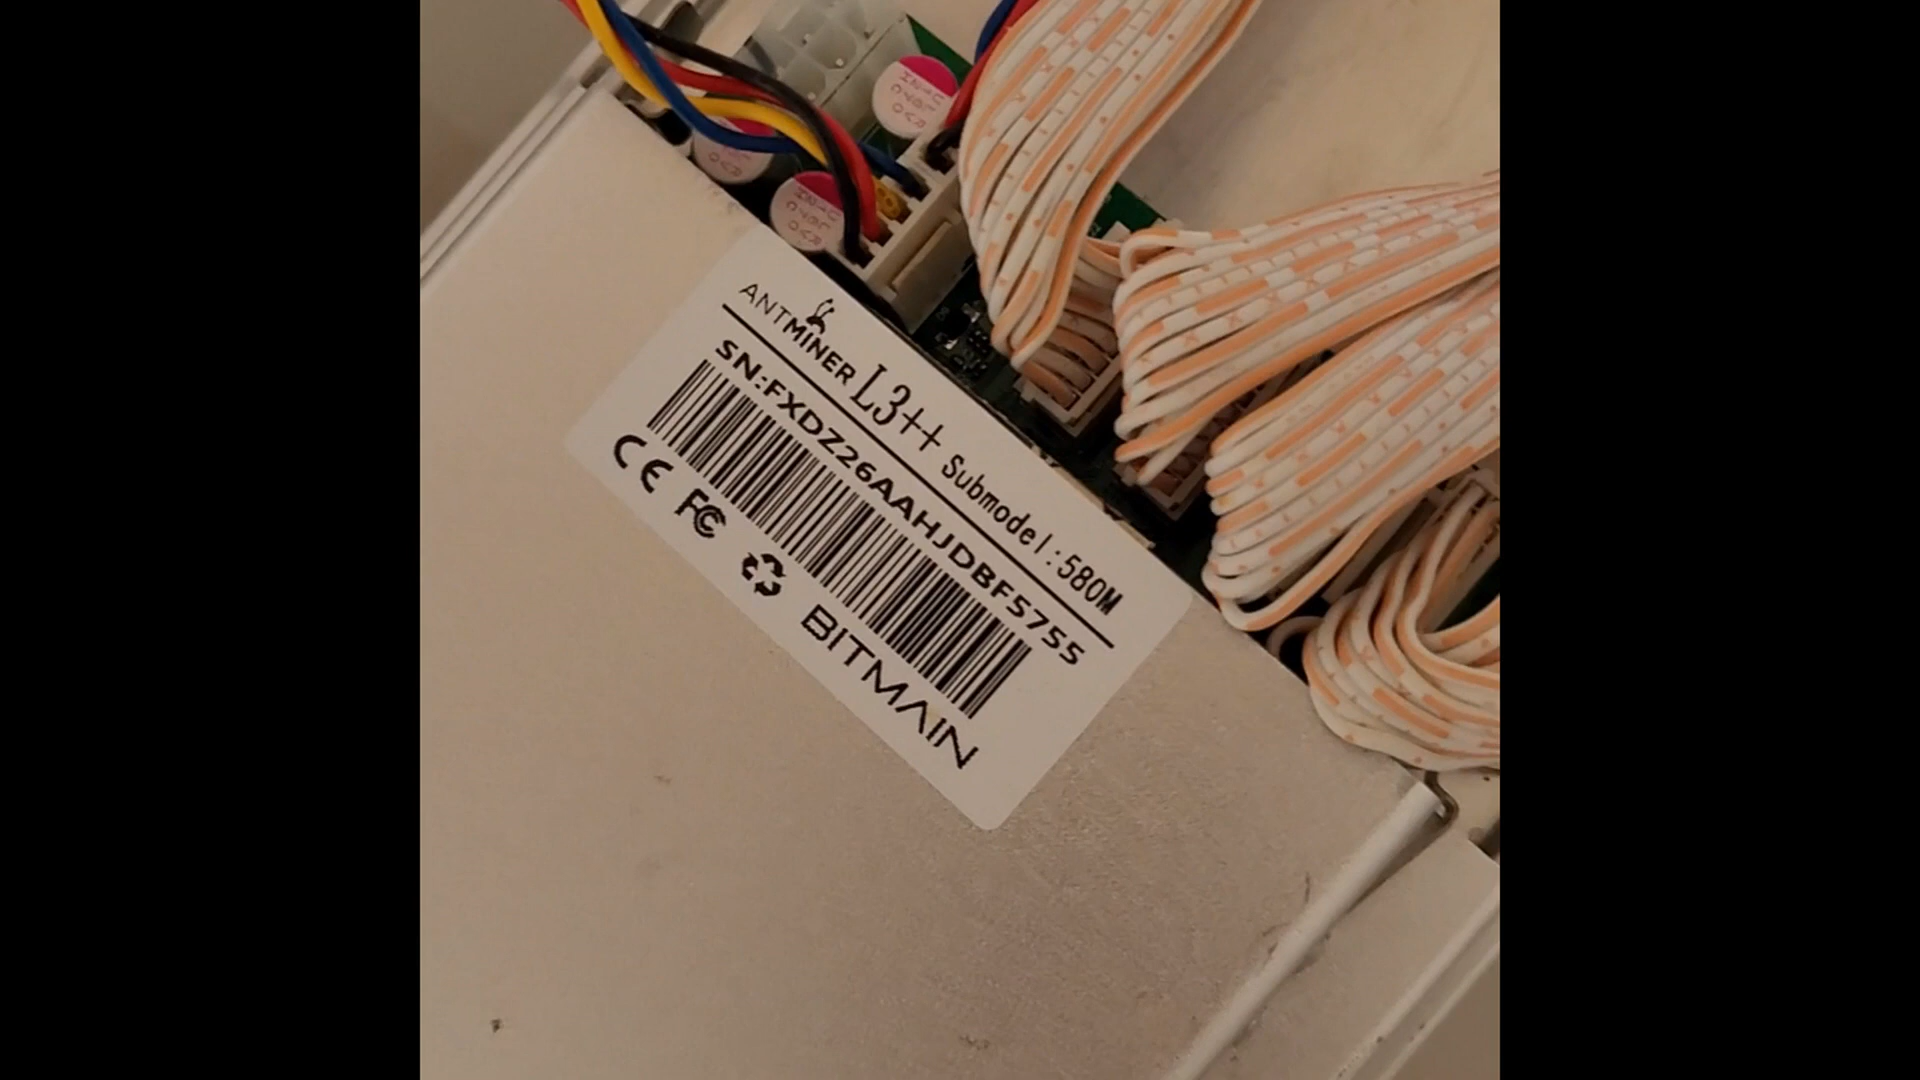 ANTMINER L3++ Submodel:580M
SN:FXDZ26AAHJDBF5755
CE FC
BITMAIN